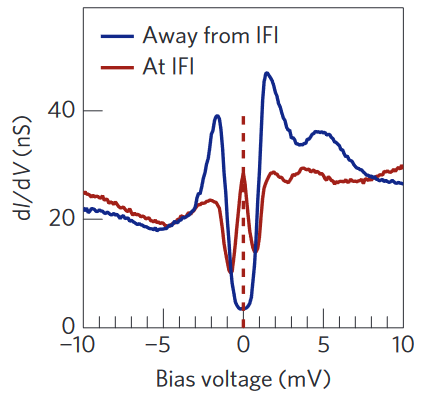 Away from IFI
At IFI
dI/dV (nS)
40
20
0
−10
−5
0
5
10
Bias voltage (mV)